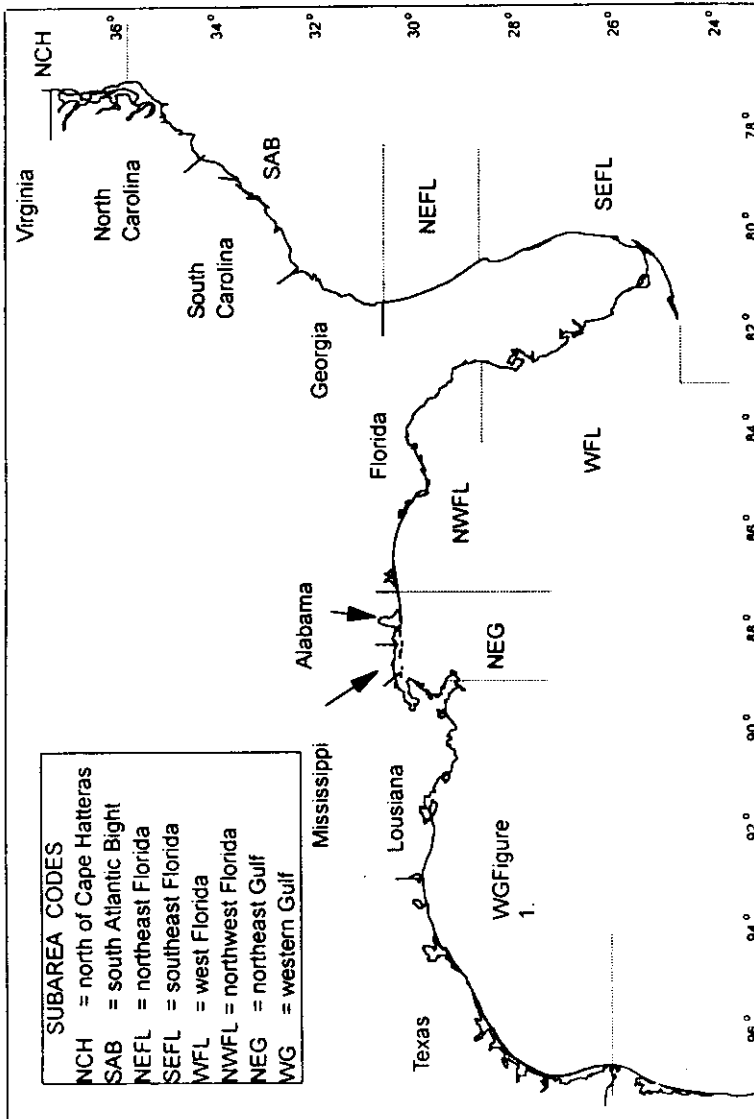 SUBAREA CODES
NCH = north of Cape Hatteras
SAB = south Atlantic Bight
NEFL = northeast Florida
SEFL = southeast Florida
WFL = west Florida
NWFL = northwest Florida
NEG = northeast Gulf
WG = western Gulf
Virginia
NCH
North
Carolina
South
Carolina
SAB
Georgia
NEFL
SEFL
Florida
NWFL
WFL
Alabama
NEG
Mississippi
Lousiana
WGFigure
1.
Texas
36°
34°
32°
30°
28°
26°
24°
96°
94°
92°
90°
88°
86°
84°
82°
80°
78°